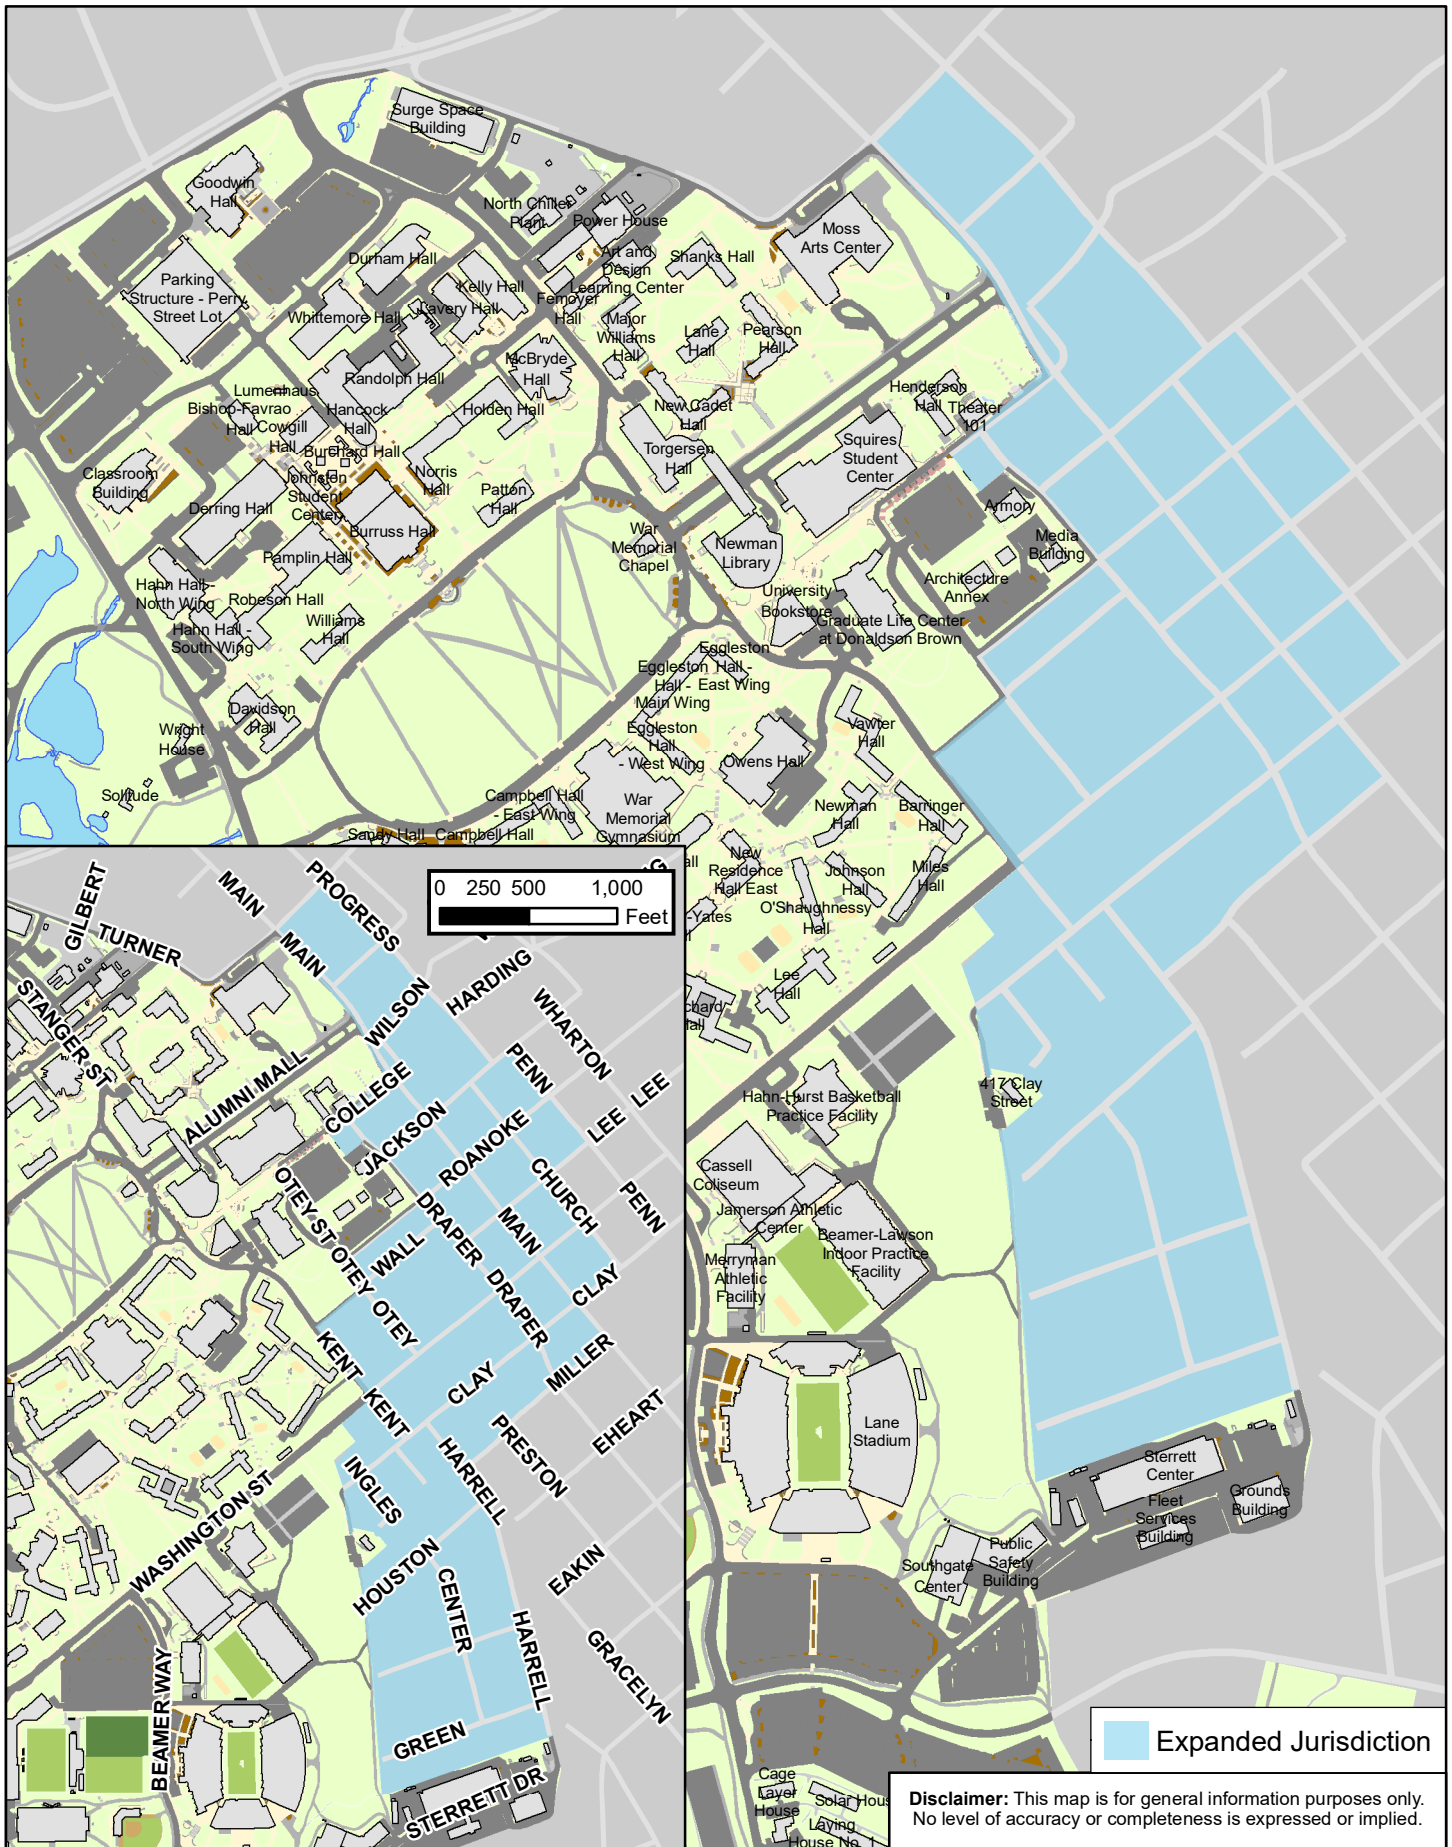 Surge Space
Building
Goodwin
Hall
North Chiller
Plant
Power House
Moss
Arts Center
Durham Hall
Art and
Design
Learning Center
Shanks Hall
Parking
Structure - Perry
Street Lot
Kelly Hall
Lavery Hall
Femoyer
Hall
Whittemore Hall
Major
Williams
Hall
Lane
Hall
Pearson
Hall
McBryde
Hall
Randolph Hall
Lumenhaus
Bishop-Favrao
Hall
Cowgill
Hall
Hancock
Hall
Holden Hall
New Cadet
Hall
Henderson
Hall
Theater
101
Burchard Hall
Torgersen
Hall
Squires
Student
Center
Classroom
Building
Johnston
Student
Center
Norris
Hall
Patton
Hall
Derring Hall
Burruss Hall
War
Memorial
Chapel
Newman
Library
Armory
Media
Building
Pamplin Hall
Hahn Hall -
North Wing
Robeson Hall
Williams
Hall
Hahn Hall -
South Wing
University
Bookstore
Architecture
Annex
Graduate Life Center
at Donaldson Brown
Eggleston
Hall -
East Wing
Eggleston
Hall -
Main Wing
Davidson
Hall
Wright
House
Eggleston
Hall
- West Wing
Vawter
Hall
Owens Hall
Solitude
Campbell Hall
- East Wing
War
Memorial
Gymnasium
Newman
Hall
Barringer
Hall
Sandy Hall
Campbell Hall
all
New
Residence
Hall East
Johnson
Hall
Miles
Hall
O'Shaughnessy
Hall
-Yates
Lee
Hall
chard
Hahn-Hurst Basketball
Practice Facility
417 Clay
Street
Cassell
Coliseum
Jamerson Athletic
Center
Beamer-Lawson
Indoor Practice
Facility
Merryman
Athletic
Facility
Lane
Stadium
Sterrett
Center
Fleet
Services
Building
Grounds
Building
Public
Safety
Building
Southgate
Center
Cage
Layer
House
Solar Hous
Laying
House No. 1
0 250 500 1,000
Feet
GILBERT
MAIN
PROGRESS
TURNER
MAIN
STANGER ST
WILSON
HARDING
WHARTON
ALUMNI MALL
COLLEGE
PENN
LEE
LEE
JACKSON
ROANOKE
OTEY ST
DRAPER
CHURCH
PENN
MAIN
OTEY
WALL
DRAPER
CLAY
OTEY
KENT
KENT
CLAY
MILLER
PRESTON
EHEART
HARRELL
INGLES
WASHINGTON ST
HOUSTON
CENTER
EAKIN
HARRELL
GRACELYN
BEAMER WAY
GREEN
STERRETT DR
Expanded Jurisdiction
Disclaimer: This map is for general information purposes only.
No level of accuracy or completeness is expressed or implied.